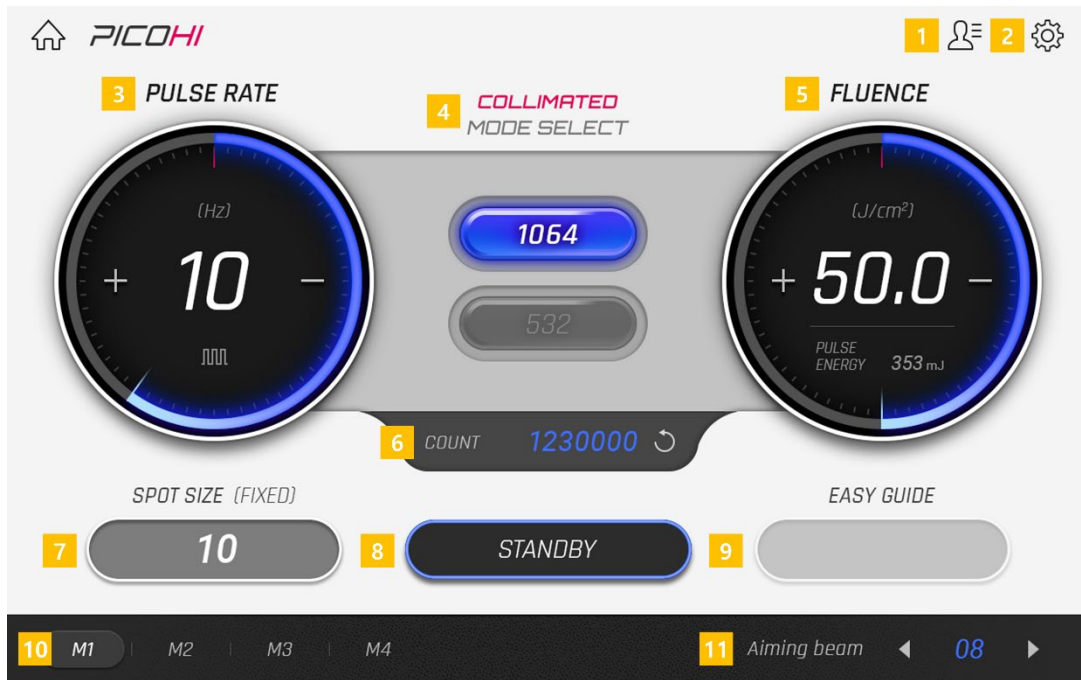 PICOHI
1
2
3 PULSE RATE
4 COLLIMATED
MODE SELECT
5 FLUENCE
(Hz)
+ 10 −
1064
532
(J/cm²)
+ 50.0 −
PULSE
ENERGY 353 mJ
6 COUNT 1230000
SPOT SIZE (FIXED)
EASY GUIDE
7 10
8 STANDBY
9
10 M1 M2 M3 M4
11 Aiming beam 08